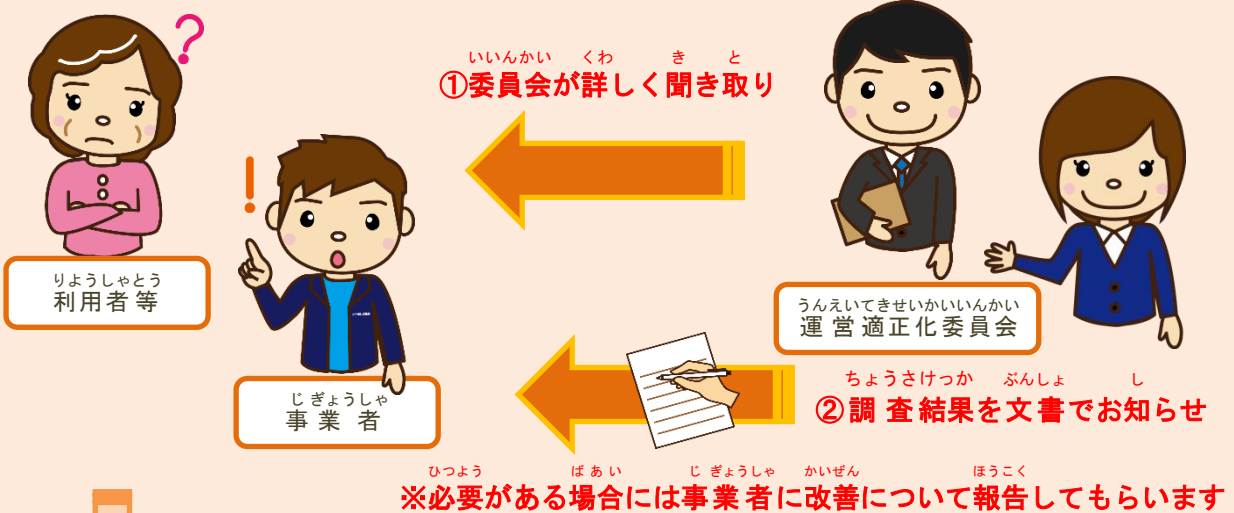 いいんかい くわ き と
①委員会が詳しく聞き取り
?
!
りようしゃとう
利用者等
うんえいてきせいかいいんかい
運営適正化委員会
じぎょうしゃ
事業者
ちょうさけっか ぶんしょ し
②調査結果を文書でお知らせ
ひつよう ばあい じぎょうしゃ かいぜん ほうこく
※必要がある場合には事業者に改善について報告してもらいます